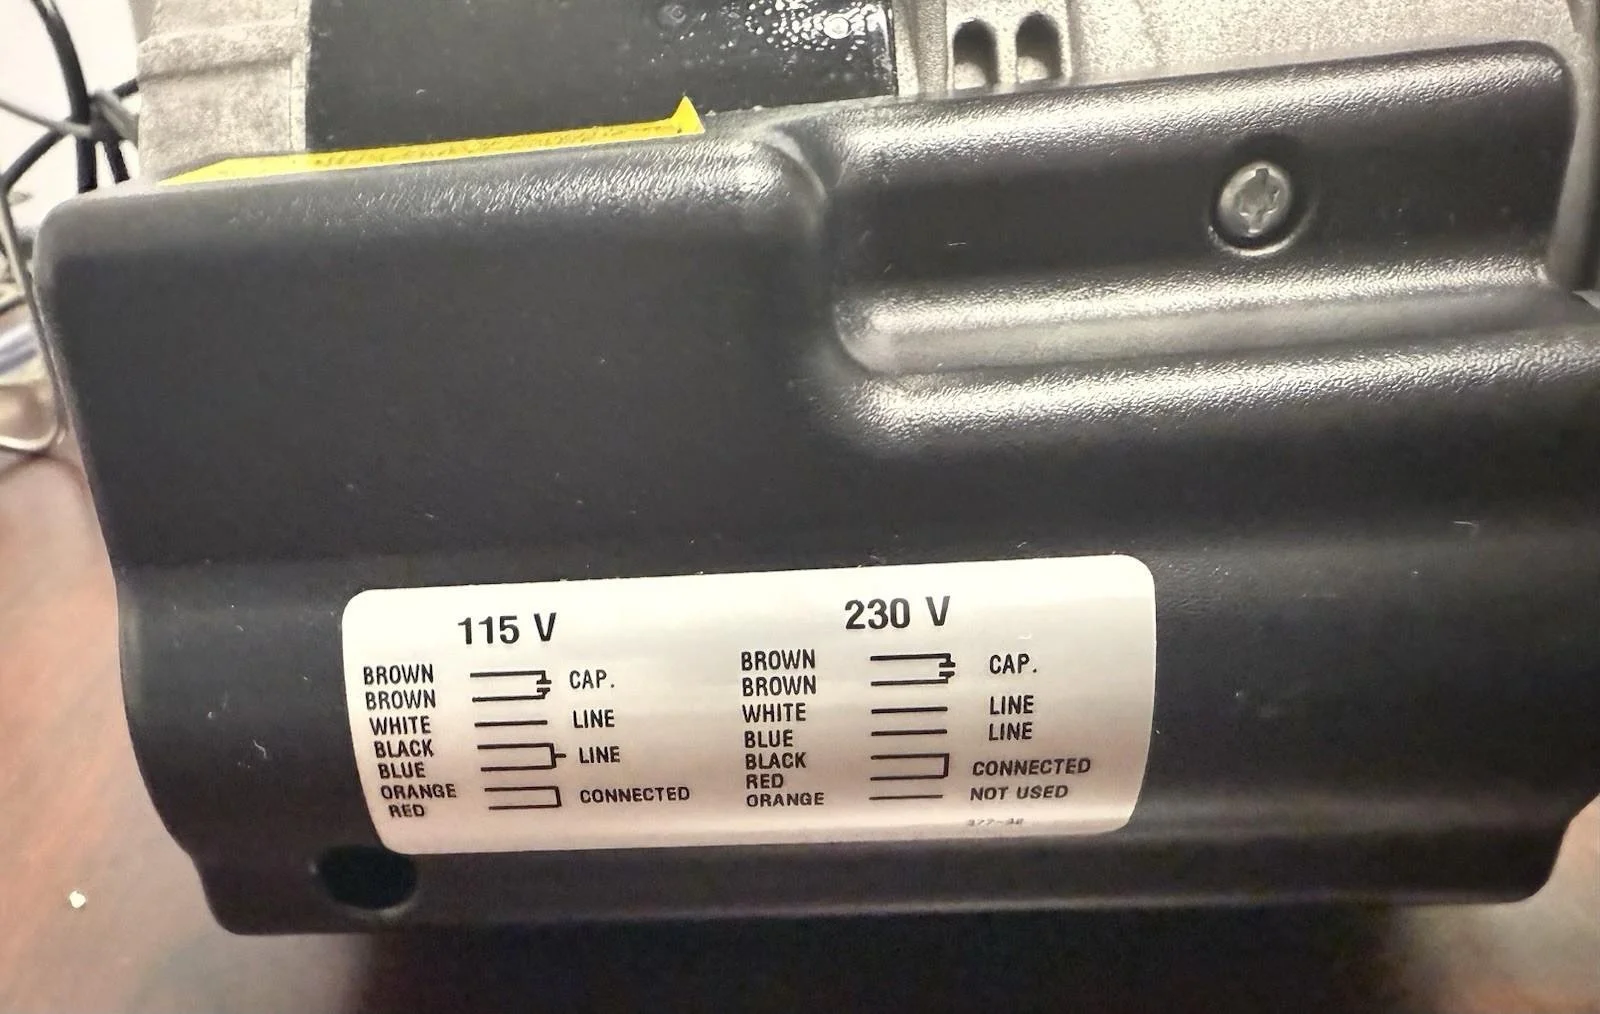 115 V
BROWN
BROWN
CAP.
WHITE LINE
BLACK
BLUE
LINE
ORANGE
RED
CONNECTED
230 V
BROWN
BROWN
CAP.
WHITE LINE
BLUE LINE
BLACK
RED
CONNECTED
ORANGE NOT USED